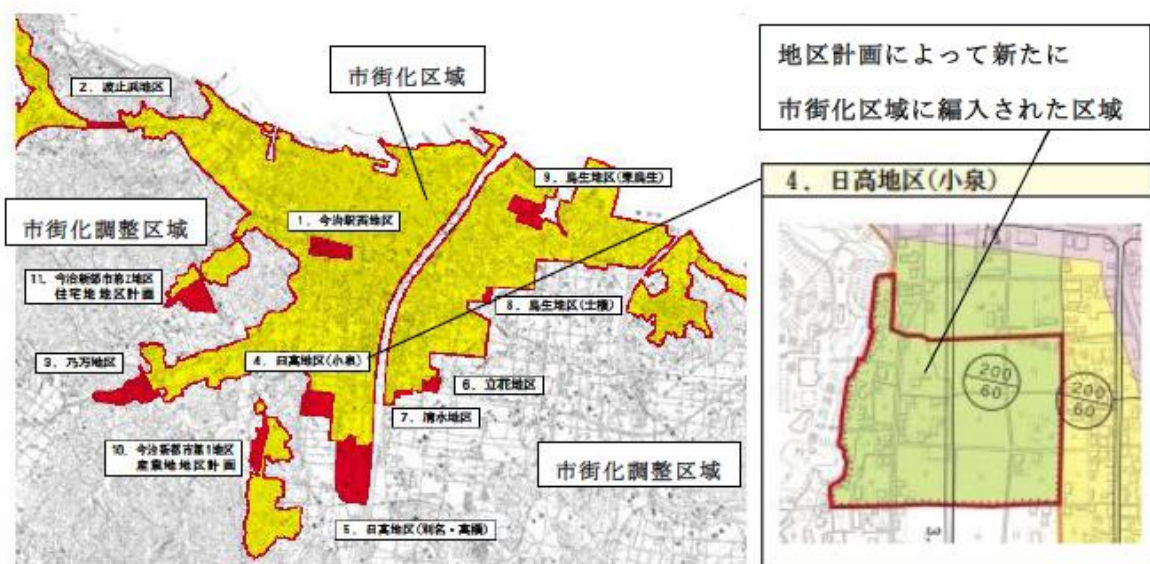 市街化区域
2．波止浜地区
9．鳥生地区(東鳥生)
1．今治駅西地区
市街化調整区域
11．今治新都市第2地区
住宅地地区計画
8．鳥生地区(土橋)
3．乃万地区
4．日高地区(小泉)
6．立花地区
7．清水地区
10．今治新都市第1地区
産業地地区計画
市街化調整区域
5．日高地区(別名・高橋)
地区計画によって新たに
市街化区域に編入された区域
4．日高地区(小泉)
200
60
200
60
3.